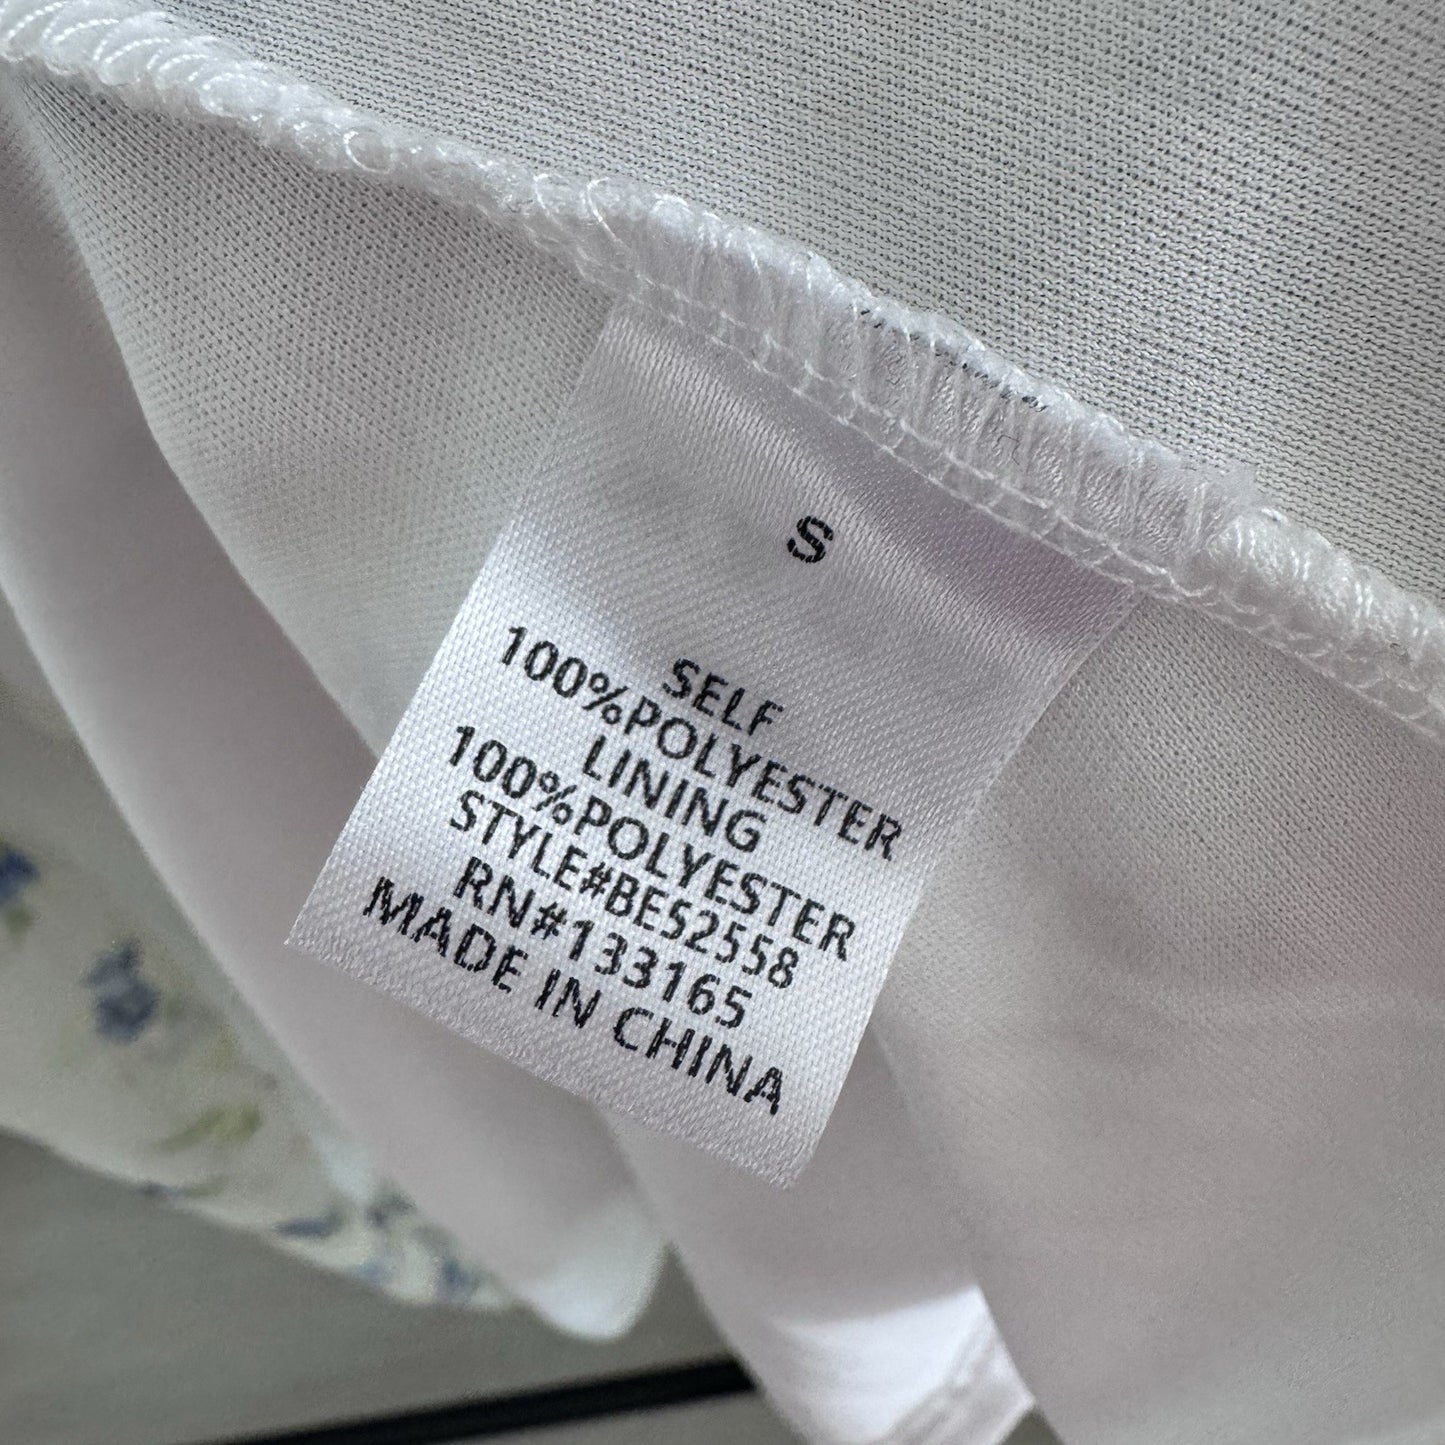 S
SELF
100%POLYESTER
LINING
100%POLYESTER
STYLE#BES2558
RN#133165
MADE IN CHINA